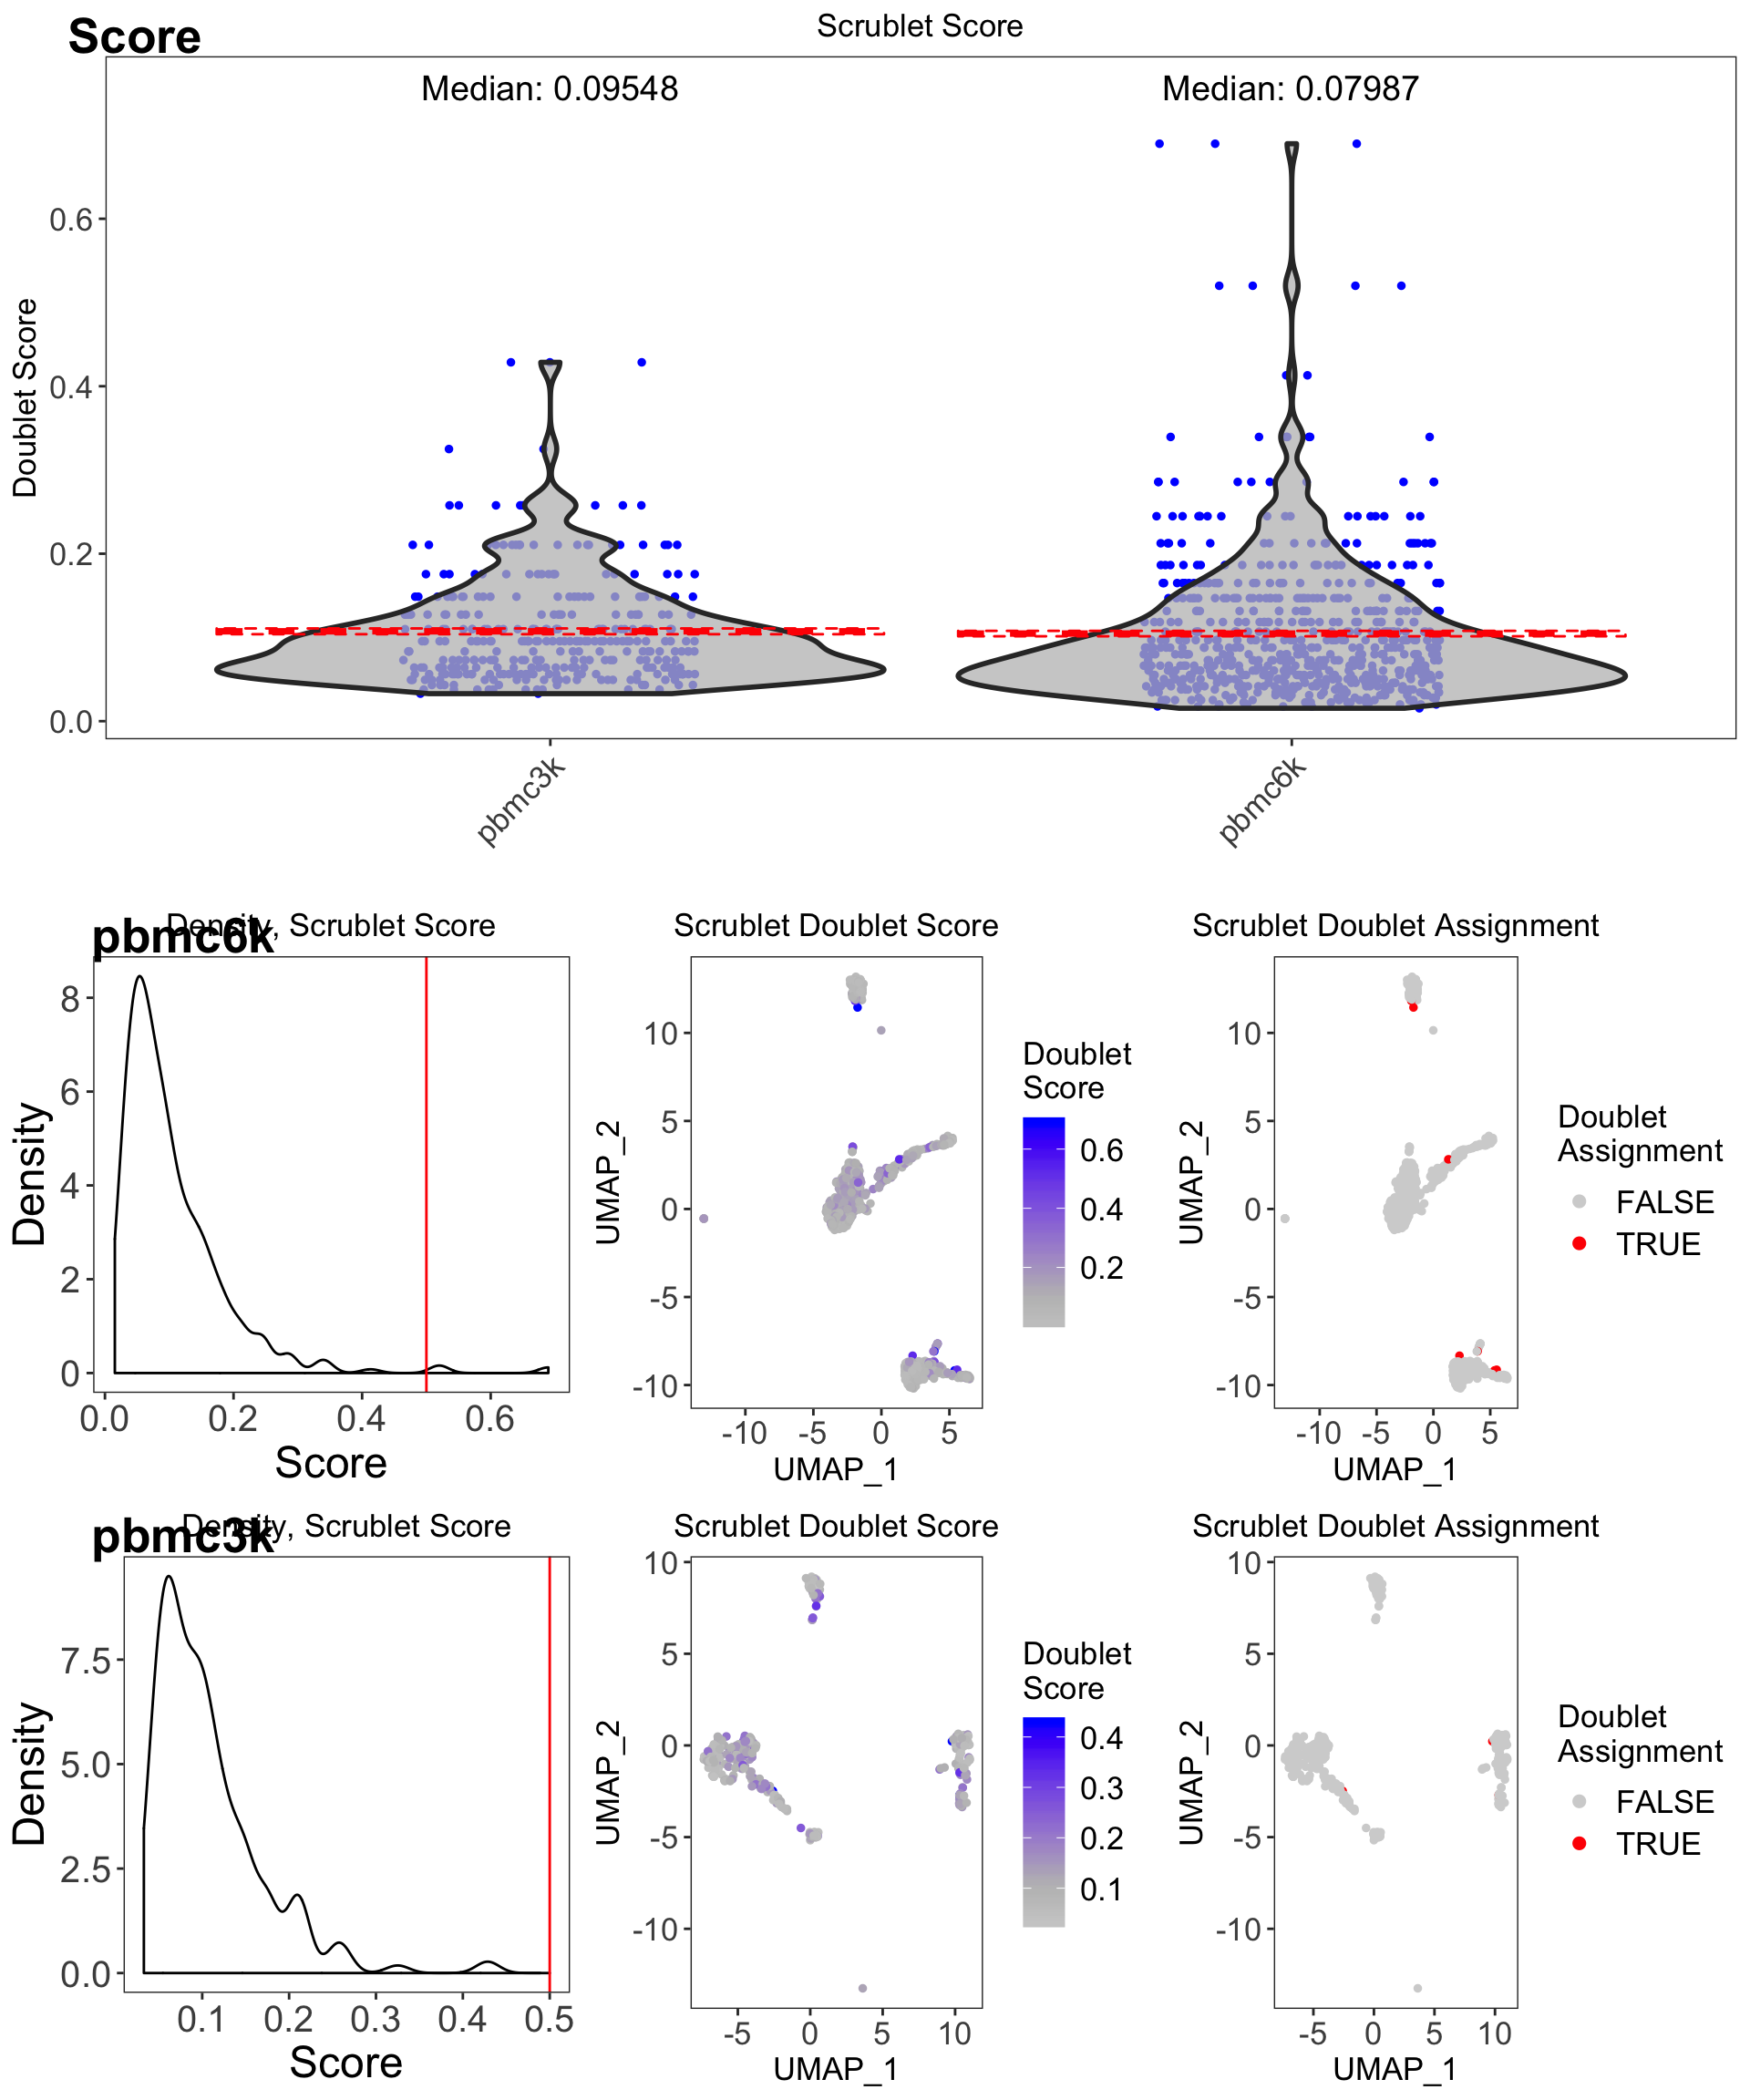 Score
Scrublet Score
Median: 0.09548
Median: 0.07987
Doublet Score
0.6
0.4
0.2
0.0
pbmc3k
pbmc6k
pbmc6k
Density, Scrublet Score
Density
8
6
4
2
0
0.0 0.2 0.4 0.6
Score
Scrublet Doublet Score
UMAP_2
10
5
0
-5
-10
-10 -5 0 5
UMAP_1
Doublet
Score
0.6
0.4
0.2
Scrublet Doublet Assignment
UMAP_2
10
5
0
-5
-10
-10 -5 0 5
UMAP_1
Doublet
Assignment
FALSE
TRUE
pbmc3k
Density, Scrublet Score
Density
7.5
5.0
2.5
0.0
0.1 0.2 0.3 0.4 0.5
Score
Scrublet Doublet Score
UMAP_2
10
5
0
-5
-10
-5 0 5 10
UMAP_1
Doublet
Score
0.4
0.3
0.2
0.1
Scrublet Doublet Assignment
UMAP_2
10
5
0
-5
-10
-5 0 5 10
UMAP_1
Doublet
Assignment
FALSE
TRUE